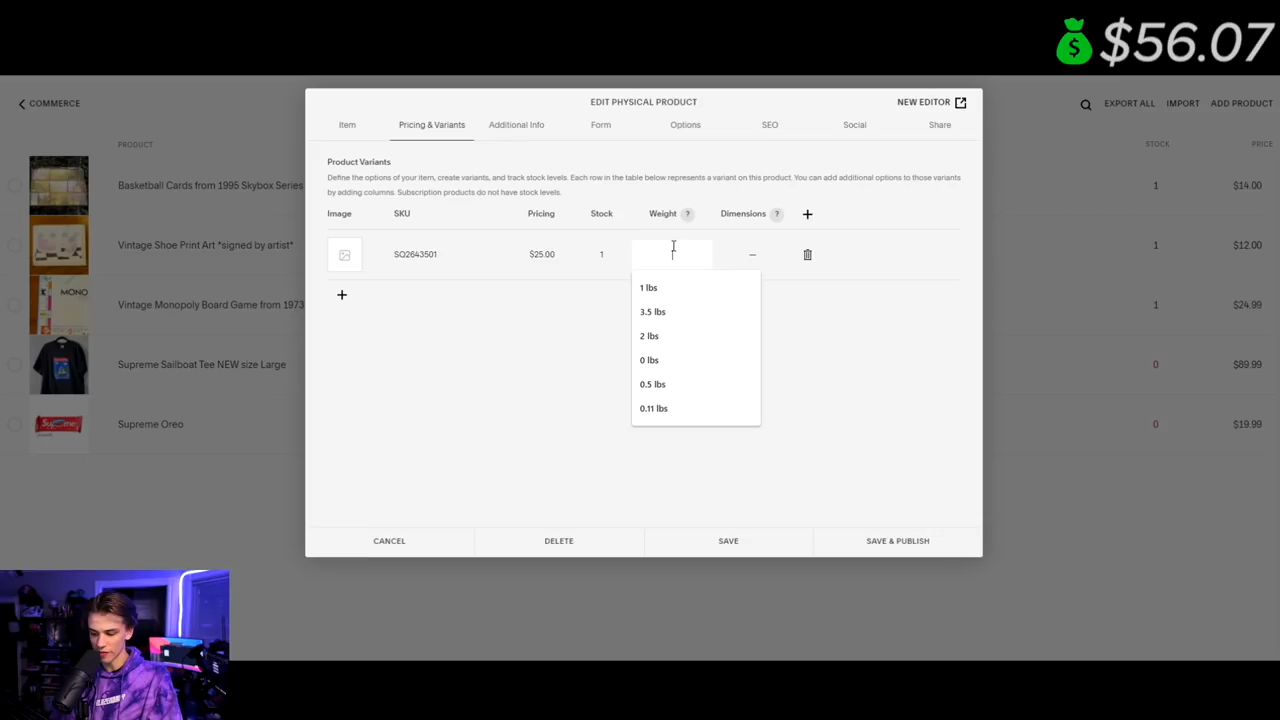 $56.07
COMMERCE
EXPORT ALL IMPORT ADD PRODUCT
PRODUCT STOCK PRICE
Basketball Cards from 1995 Skybox Series 1 $14.00
Vintage Shoe Print Art *signed by artist* 1 $12.00
Vintage Monopoly Board Game from 1973 1 $24.99
Supreme Sailboat Tee NEW size Large 0 $89.99
Supreme Oreo 0 $19.99
EDIT PHYSICAL PRODUCT
NEW EDITOR
Item Pricing & Variants Additional Info Form Options SEO Social Share
Product Variants
Define the options of your item, create variants, and track stock levels. Each row in the table below represents a variant on this product. You can add additional options to those variants
by adding columns. Subscription products do not have stock levels.
Image SKU Pricing Stock Weight ? Dimensions ? +
SQ2643501 $25.00 1 —
+
1 lbs
3.5 lbs
2 lbs
0 lbs
0.5 lbs
0.11 lbs
CANCEL DELETE SAVE SAVE & PUBLISH
MONO